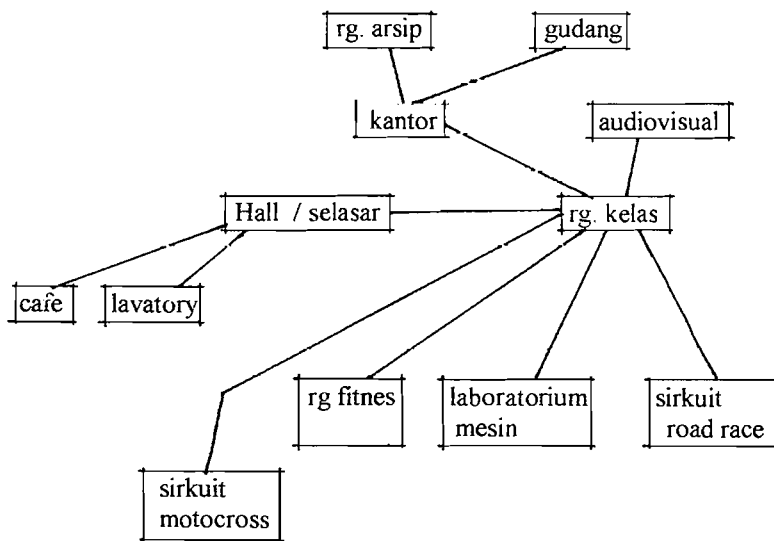 rg. arsip
gudang
kantor
audiovisual
Hall / selasar
rg. kelas
cafe
lavatory
rg fitnes
laboratorium
mesin
sirkuit
road race
sirkuit
motocross